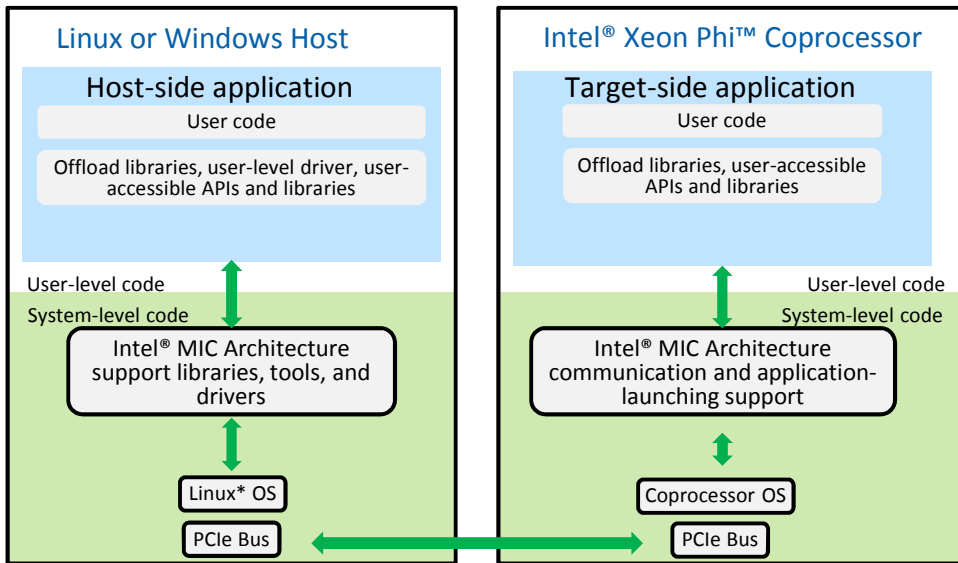 Linux or Windows Host
Host-side application
User code
Offload libraries, user-level driver, user-
accessible APIs and libraries
User-level code
System-level code
Intel® MIC Architecture
support libraries, tools, and
drivers
Linux* OS
PCIe Bus
Intel® Xeon Phi™ Coprocessor
Target-side application
User code
Offload libraries, user-accessible
APIs and libraries
User-level code
System-level code
Intel® MIC Architecture
communication and application-
launching support
Coprocessor OS
PCIe Bus